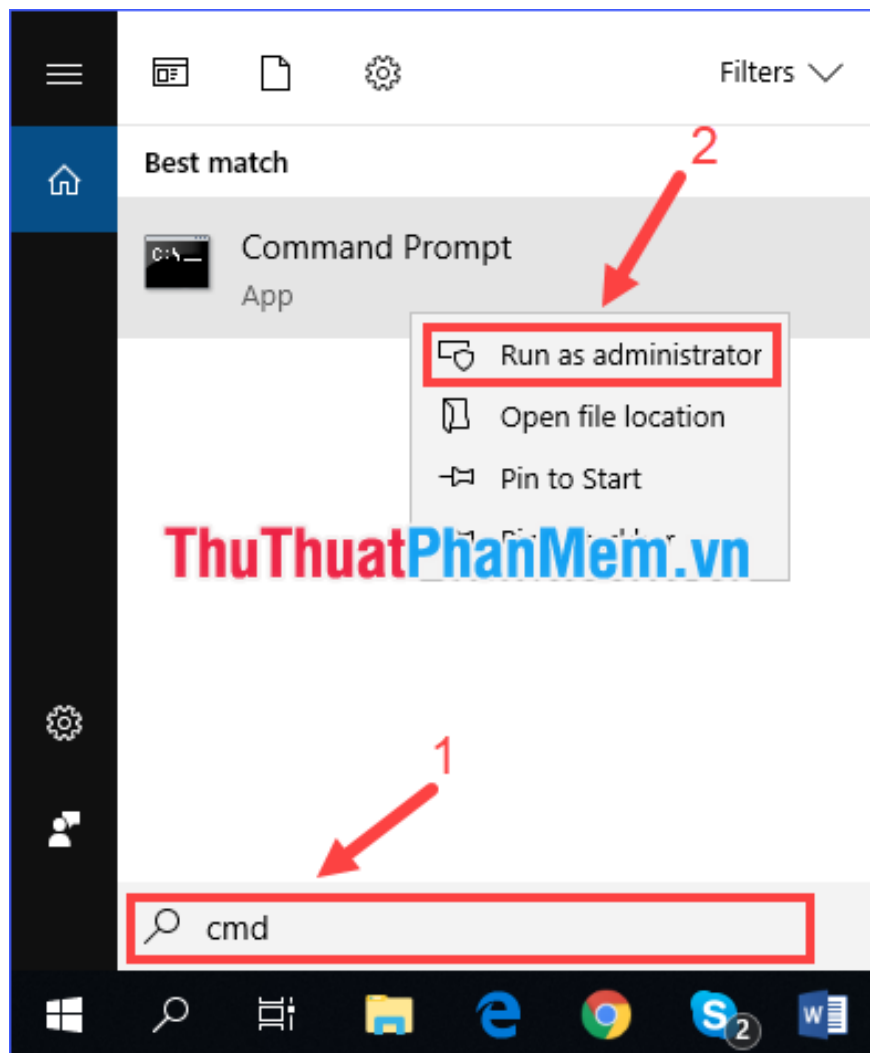 Filters
2
Best match
Command Prompt
App
Run as administrator
Open file location
Pin to Start
ThuThuatPhanMem.vn
1
cmd
2